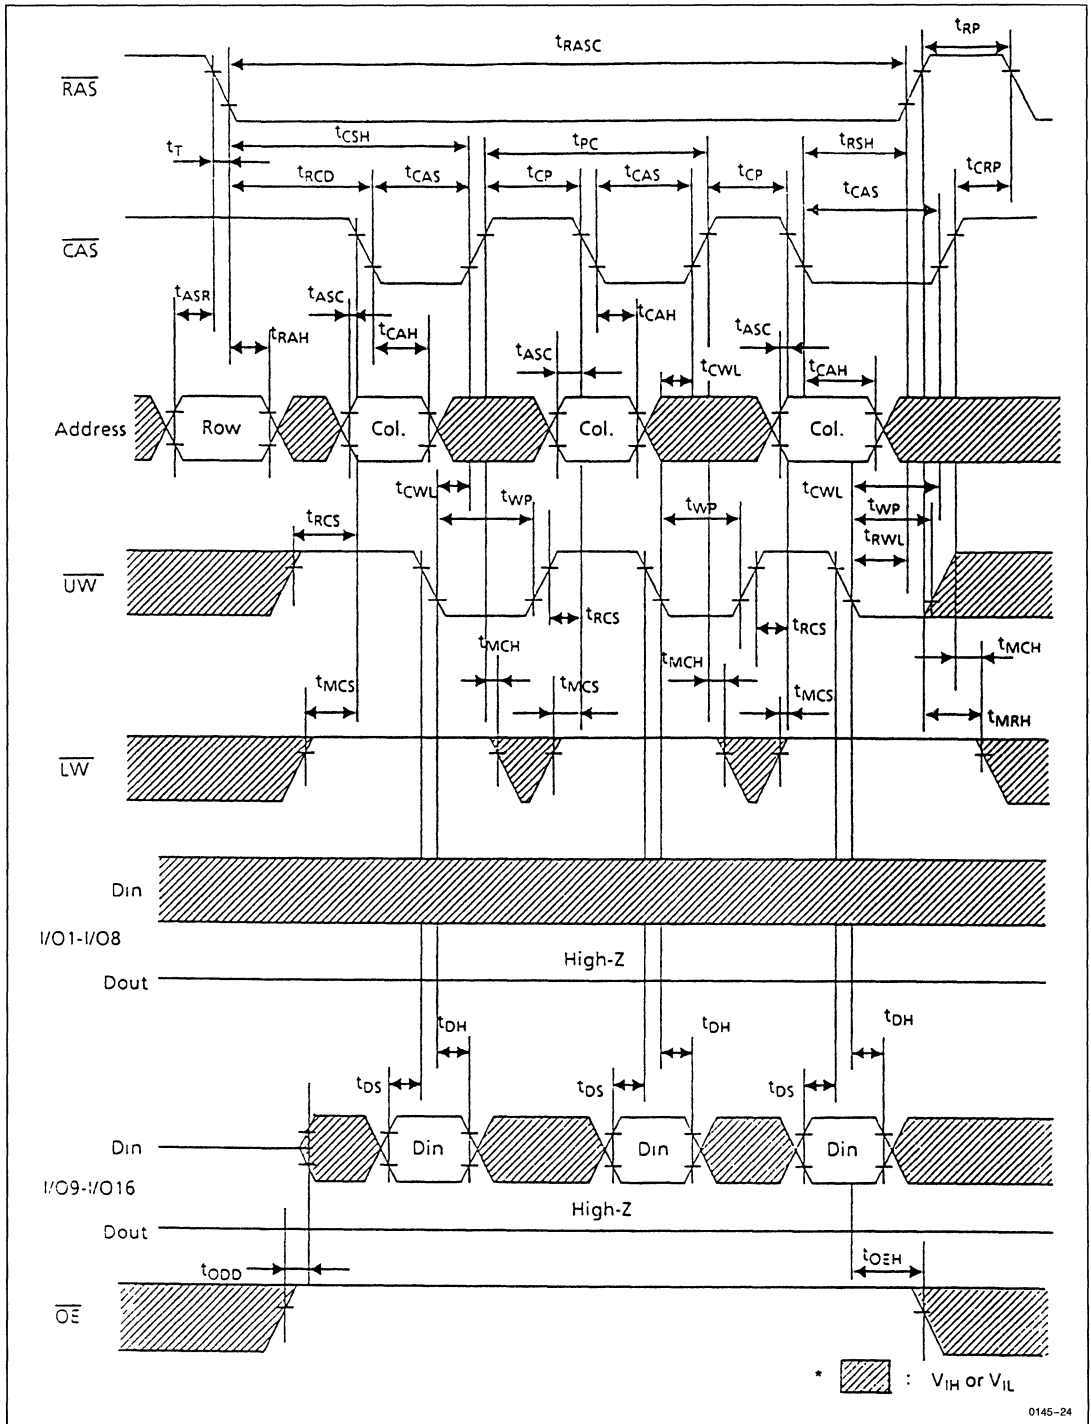 tRP
tRASC
RAS
tT
tCSH
tPC
tRSH
tRCD
tCAS
tCP
tCAS
tCP
tCRP
tCAS
CAS
tASR
tASC
tRAH
tCAH
tCAH
tASC
tASC
tCWL
tCAH
Address
Row
Col.
Col.
Col.
tCWL
tWP
tWP
tCWL
tWP
tRCS
tRWL
UW
tRCS
tRCS
tMCH
tMCH
tMCH
tMCS
tMCS
tMCS
tMRH
LW
Din
I/O1-I/O8
High-Z
Dout
tDH
tDH
tDH
tDS
tDS
tDS
Din
Din
Din
Din
I/O9-I/O16
High-Z
Dout
tODD
tOEH
OE
* : VIH or VIL
0145-24